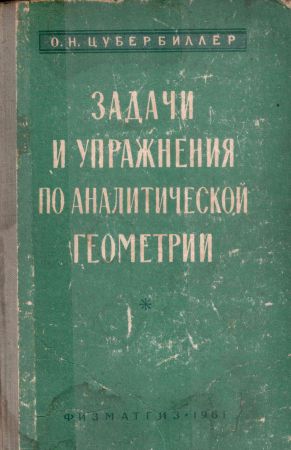 О. Н. ЦУБЕРБИЛЛЕР
ЗАДАЧИ
И УПРАЖНЕНИЯ
ПО АНАЛИТИЧЕСКОЙ
ГЕОМЕТРИИ
*
ФИЗМАТГИЗ • 1961